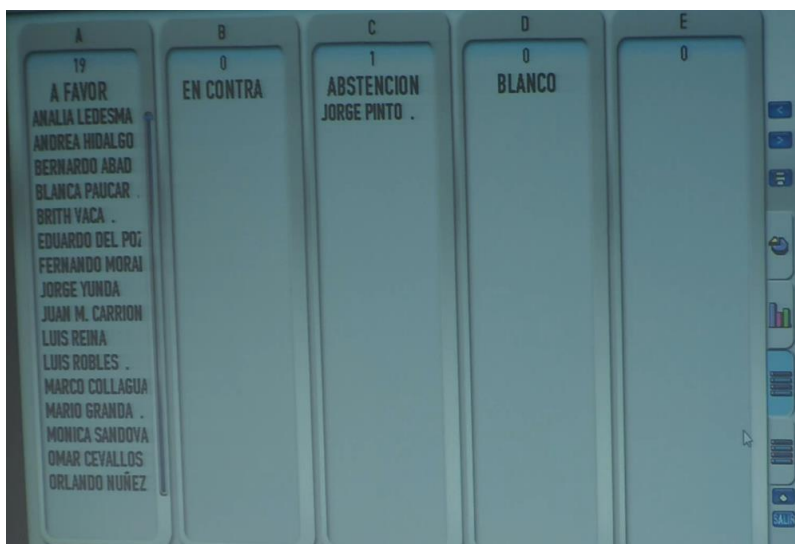 A
19
A FAVOR
ANALIA LEDESMA
ANDREA HIDALGO
BERNARDO ABAD
BLANCA PAUCAR .
BRITH VACA .
EDUARDO DEL POZ
FERNANDO MORAL
JORGE YUNDA
JUAN M. CARRION
LUIS REINA
LUIS ROBLES .
MARCO COLLAGUA
MARIO GRANDA .
MONICA SANDOVA
OMAR CEVALLOS
ORLANDO NUÑEZ
B
0
EN CONTRA
C
1
ABSTENCION
JORGE PINTO .
D
0
BLANCO
E
0
SALIR